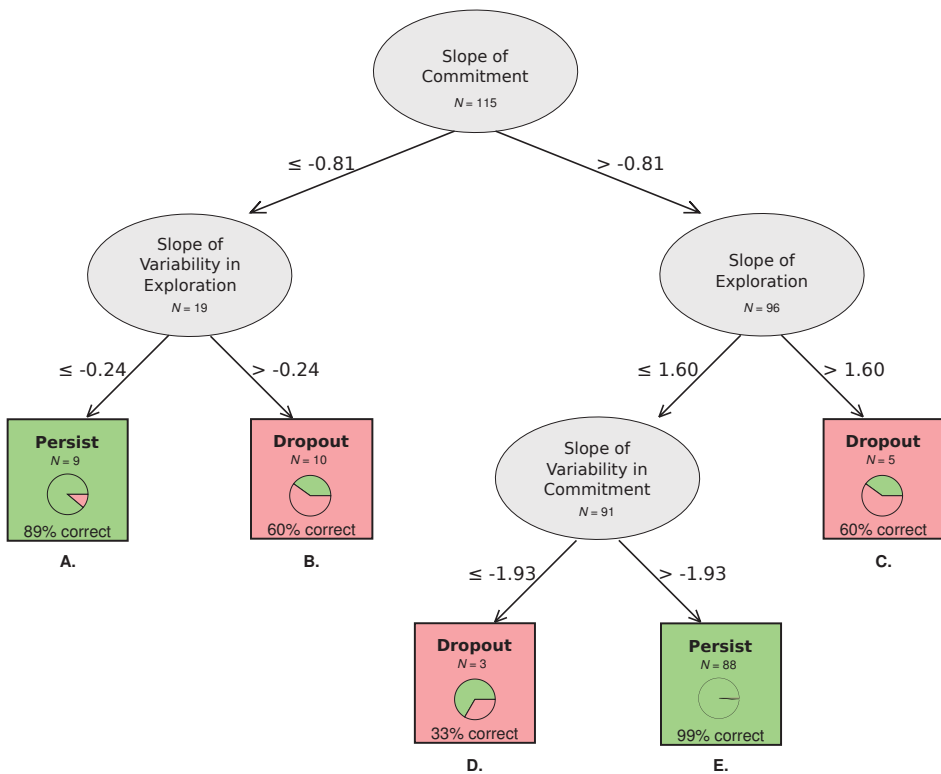 Slope of
Commitment
N = 115
≤ -0.81
> -0.81
Slope of
Variability in
Exploration
N = 19
Slope of
Exploration
N = 96
≤ -0.24
> -0.24
≤ 1.60
> 1.60
Persist
N = 9
89% correct
A.
Dropout
N = 10
60% correct
B.
Slope of
Variability in
Commitment
N = 91
Dropout
N = 5
60% correct
C.
≤ -1.93
> -1.93
Dropout
N = 3
33% correct
D.
Persist
N = 88
99% correct
E.